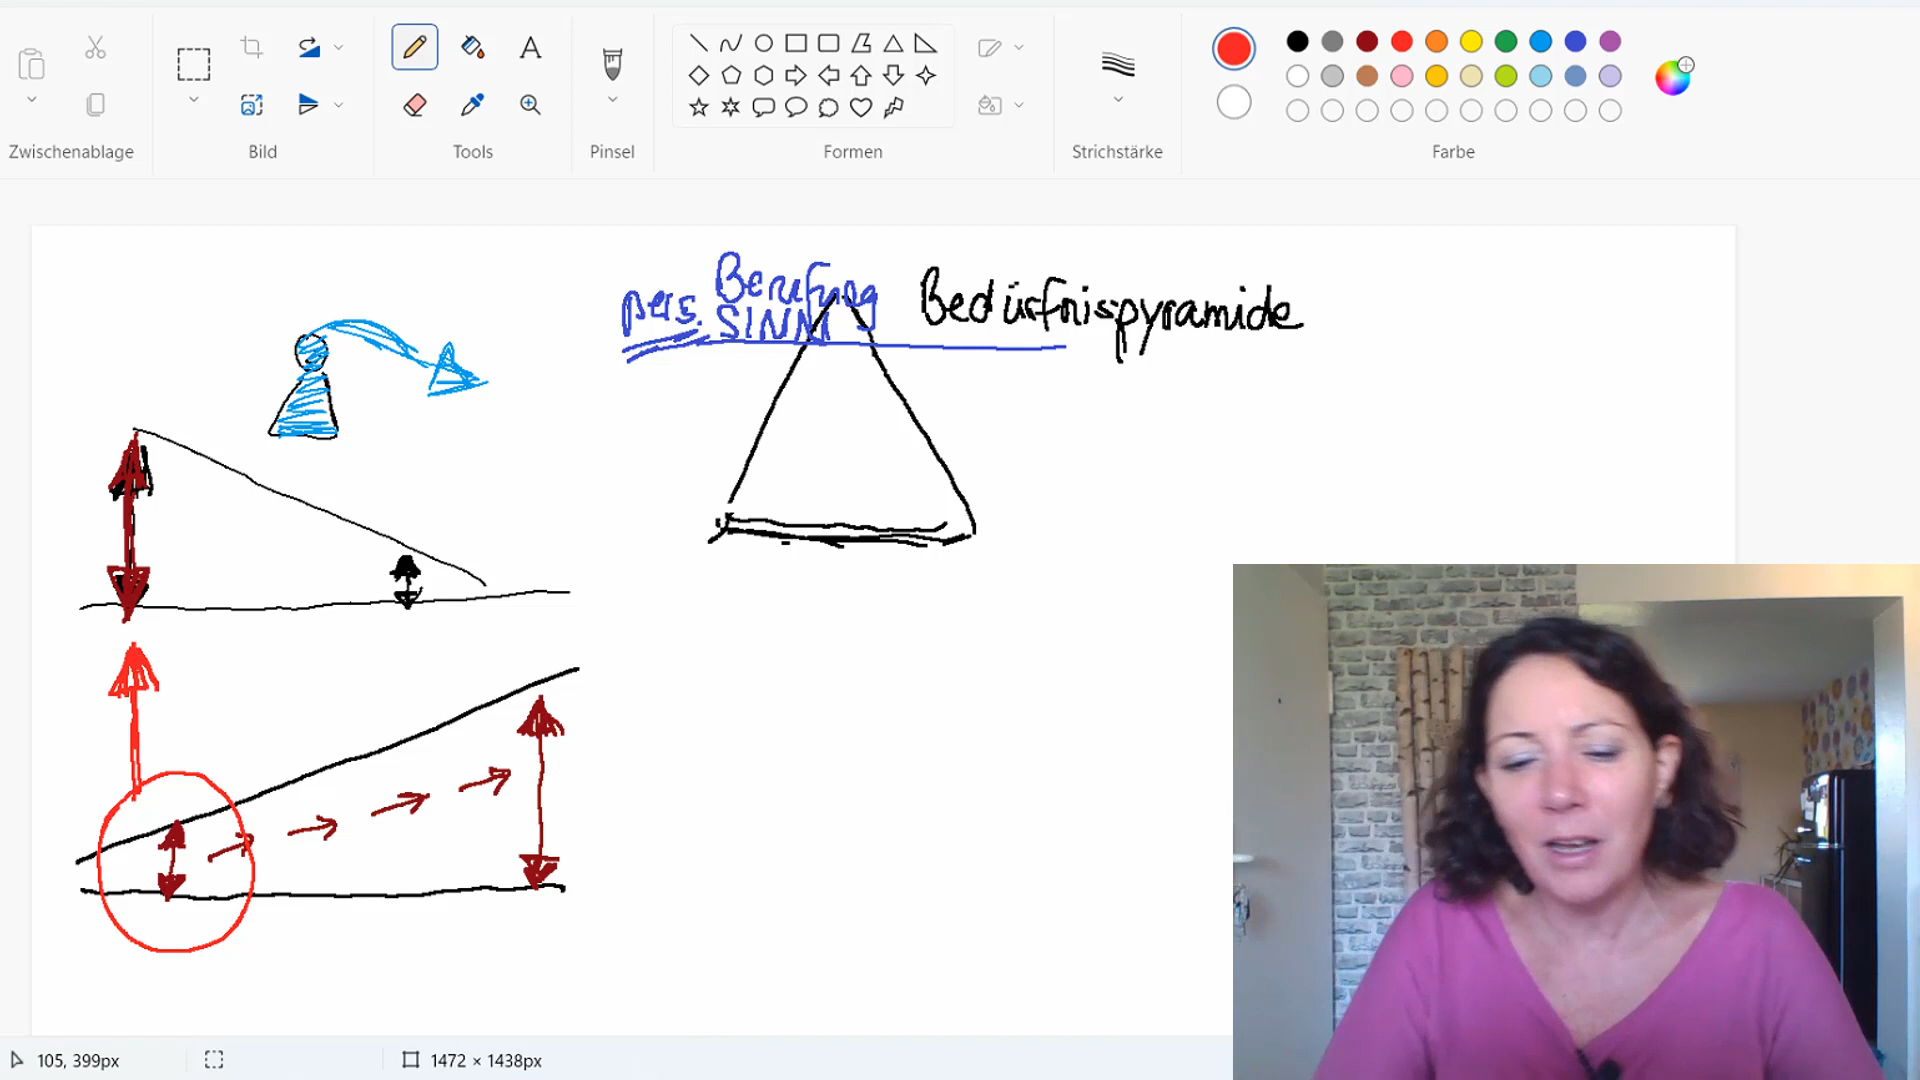 Zwischenablage
Bild
Tools
Pinsel
Formen
Strichstärke
Farbe
pers. Berufung
SINN
Bedürfnispyramide
105, 399px
1472 × 1438px